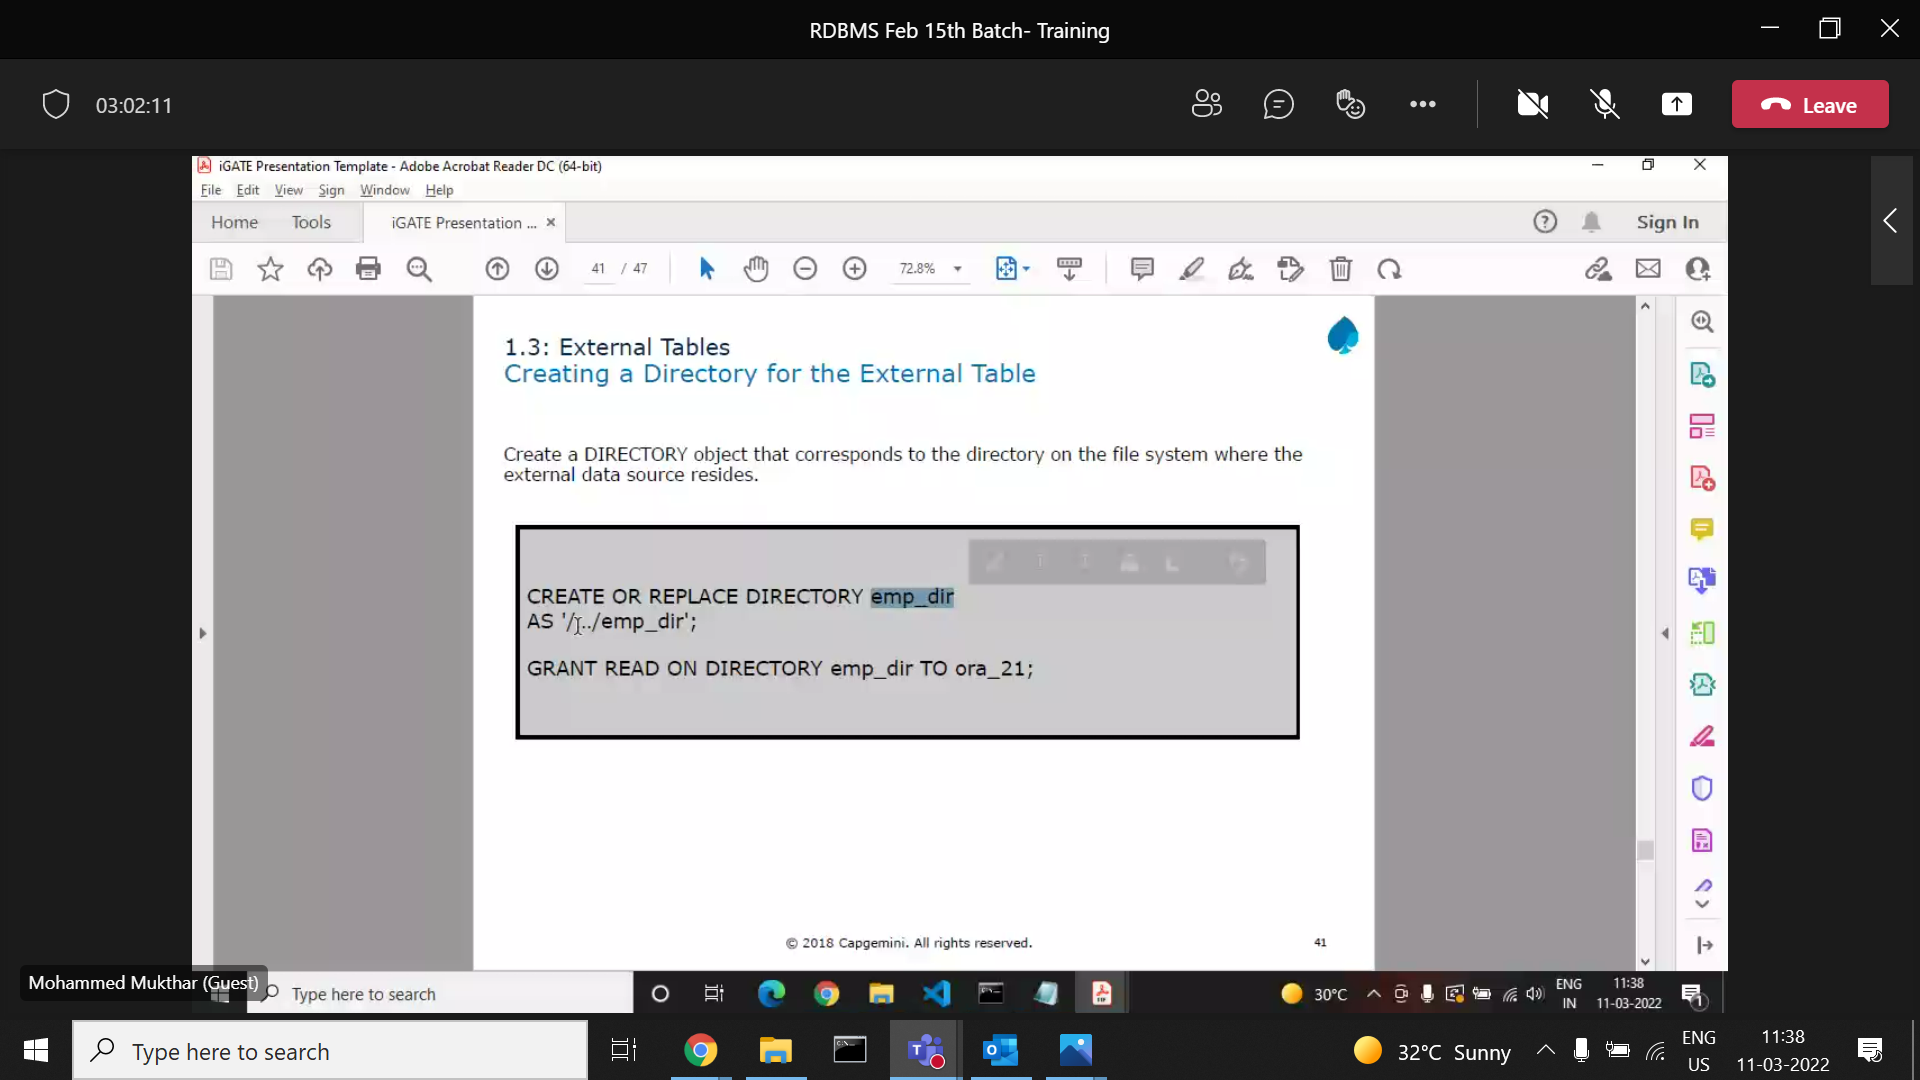 RDBMS Feb 15th Batch- Training
03:02:11
Leave
iGATE Presentation Template - Adobe Acrobat Reader DC (64-bit)
File Edit View Sign Window Help
Home Tools iGATE Presentation ... × Sign In
41 / 47 72.8%
1.3: External Tables
Creating a Directory for the External Table
Create a DIRECTORY object that corresponds to the directory on the file system where the
external data source resides.
CREATE OR REPLACE DIRECTORY emp_dir
AS '/.../emp_dir';
GRANT READ ON DIRECTORY emp_dir TO ora_21;
© 2018 Capgemini. All rights reserved. 41
Mohammed Mukthar (Guest)
Type here to search 30°C ENG IN 11:38 11-03-2022 1
Type here to search 32°C Sunny ENG US 11:38 11-03-2022